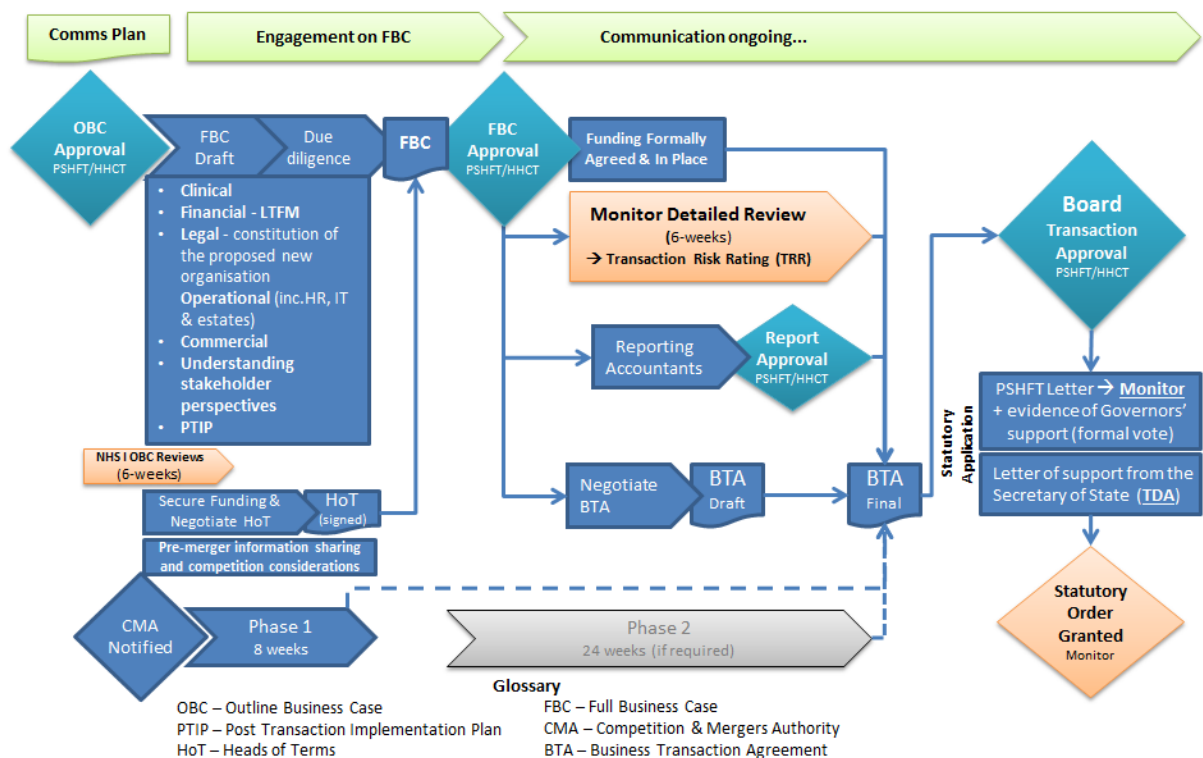 Comms Plan
Engagement on FBC
Communication ongoing...
OBC
Approval
PSHFT/HHCT
FBC
Draft
Due
diligence
FBC
FBC
Approval
PSHFT/HHCT
Funding Formally
Agreed & In Place
• Clinical
• Financial - LTFM
• Legal - constitution of
the proposed new
organisation
Operational (inc.HR, IT
& estates)
• Commercial
• Understanding
stakeholder
perspectives
• PTIP
Monitor Detailed Review
(6-weeks)
→ Transaction Risk Rating (TRR)
Board
Transaction
Approval
PSHFT/HHCT
Reporting
Accountants
Report
Approval
PSHFT/HHCT
PSHFT Letter → Monitor
+ evidence of Governors'
support (formal vote)
Statutory
Application
Letter of support from the
Secretary of State (TDA)
NHS I OBC Reviews
(6-weeks)
Secure Funding &
Negotiate HoT
HoT
(signed)
Negotiate
BTA
BTA
Draft
BTA
Final
Pre-merger information sharing
and competition considerations
CMA
Notified
Phase 1
8 weeks
Phase 2
24 weeks (if required)
Statutory
Order
Granted
Monitor
Glossary
OBC – Outline Business Case
PTIP – Post Transaction Implementation Plan
HoT – Heads of Terms
FBC – Full Business Case
CMA – Competition & Mergers Authority
BTA – Business Transaction Agreement